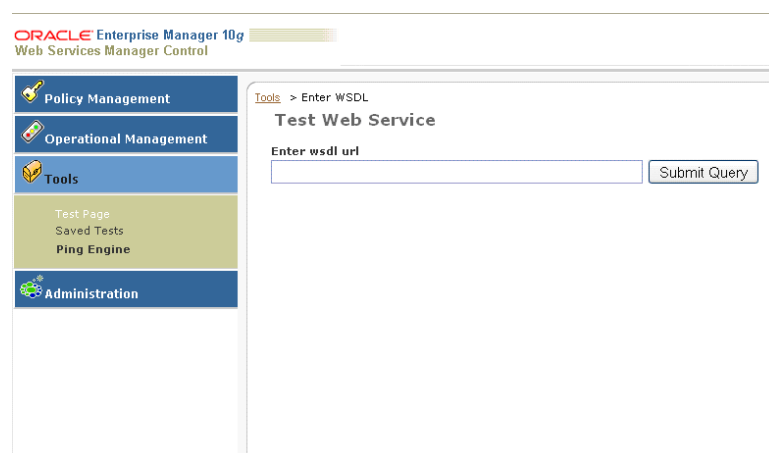 ORACLE Enterprise Manager 10g
Web Services Manager Control
Policy Management
Operational Management
Tools
Test Page
Saved Tests
Ping Engine
Administration
Tools > Enter WSDL
Test Web Service
Enter wsdl url
Submit Query